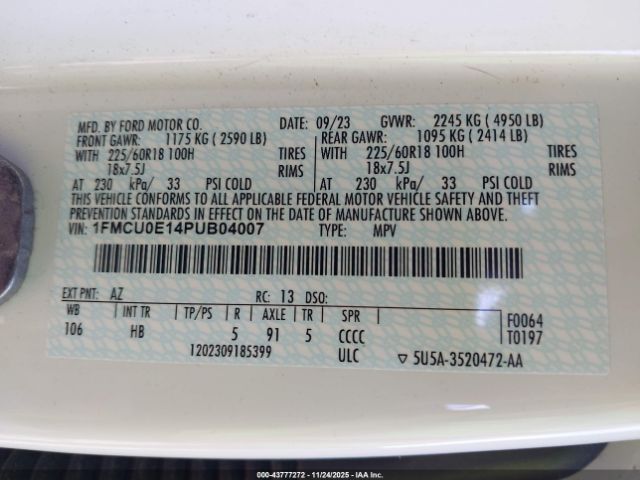 MFD. BY FORD MOTOR CO. DATE: 09/23 GVWR: 2245 KG ( 4950 LB)
FRONT GAWR: 1175 KG ( 2590 LB) REAR GAWR: 1095 KG ( 2414 LB)
WITH 225/60R18 100H TIRES WITH 225/60R18 100H TIRES
18x7.5J RIMS 18x7.5J RIMS
AT 230 kPa/ 33 PSI COLD AT 230 kPa/ 33 PSI COLD
THIS VEHICLE CONFORMS TO ALL APPLICABLE FEDERAL MOTOR VEHICLE SAFETY AND THEFT
PREVENTION STANDARDS IN EFFECT ON THE DATE OF MANUFACTURE SHOWN ABOVE.
VIN: 1FMCU0E14PUB04007 TYPE: MPV
EXT PNT: AZ RC: 13 DSO:
WB INT TR TP/PS R AXLE TR SPR F0064
106 HB 5 91 5 CCCC T0197
1202309185399 ULC ▽ 5U5A-3520472-AA
000-43777272 - 11/24/2025 - IAA Inc.